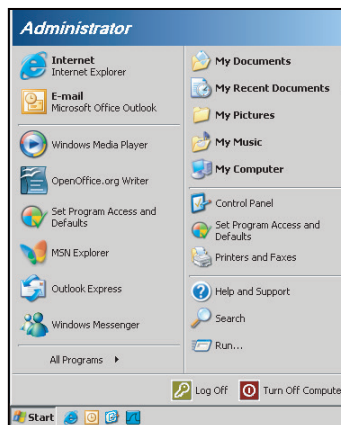 Administrator
Internet
Internet Explorer
E-mail
Microsoft Office Outlook
Windows Media Player
OpenOffice.org Writer
Set Program Access and
Defaults
MSN Explorer
Outlook Express
Windows Messenger
All Programs
My Documents
My Recent Documents
My Pictures
My Music
My Computer
Control Panel
Set Program Access and
Defaults
Printers and Faxes
Help and Support
Search
Run...
Log Off
Turn Off Compute
Start